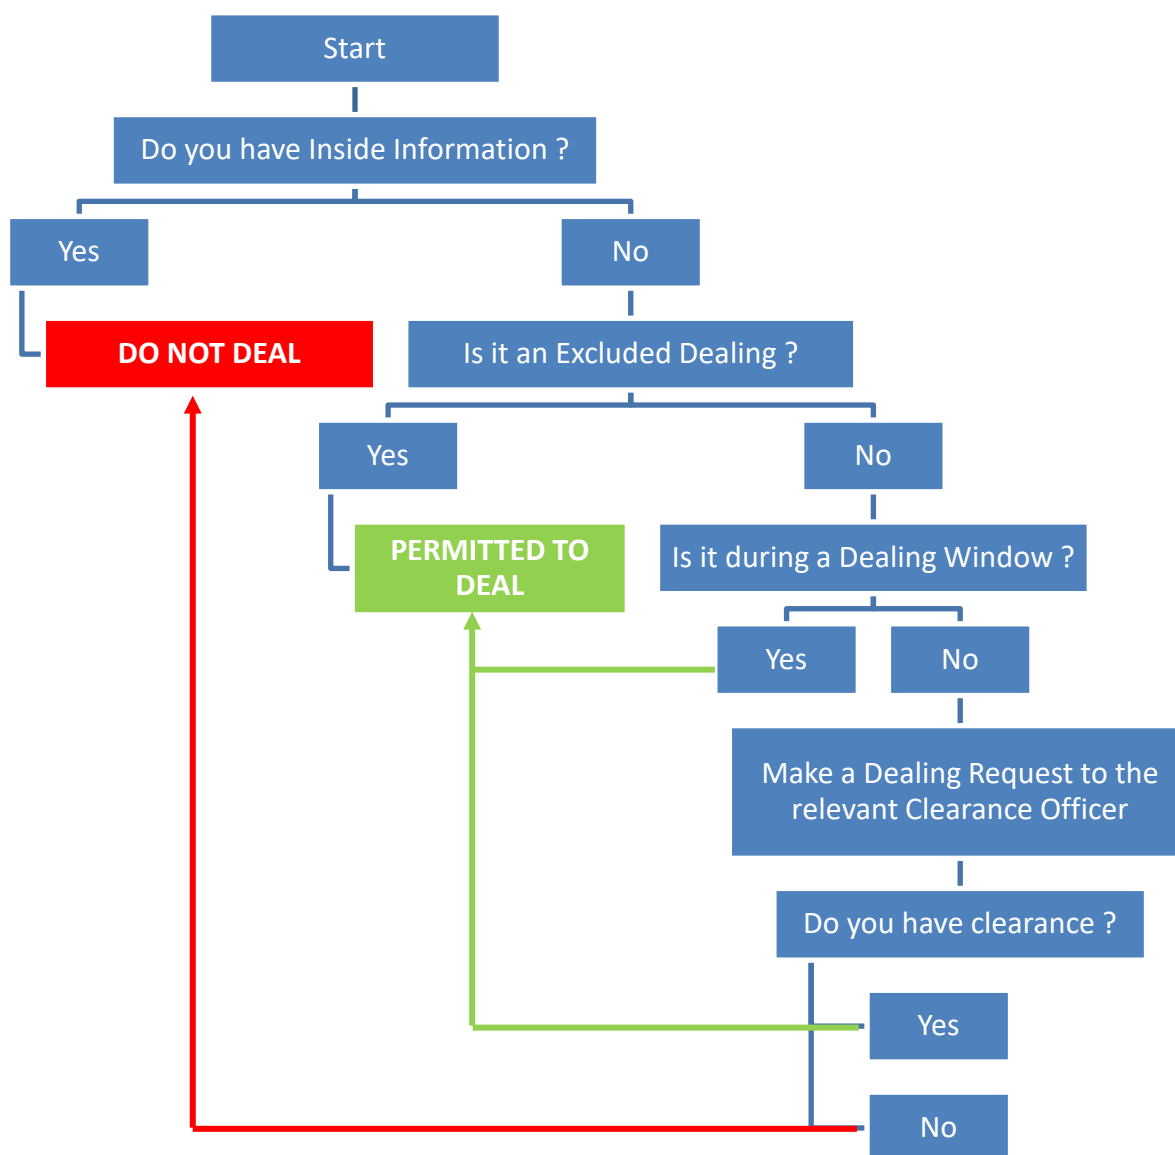 Start
Do you have Inside Information ?
Yes
No
DO NOT DEAL
Is it an Excluded Dealing ?
Yes
No
PERMITTED TO
DEAL
Is it during a Dealing Window ?
Yes
No
Make a Dealing Request to the
relevant Clearance Officer
Do you have clearance ?
Yes
No